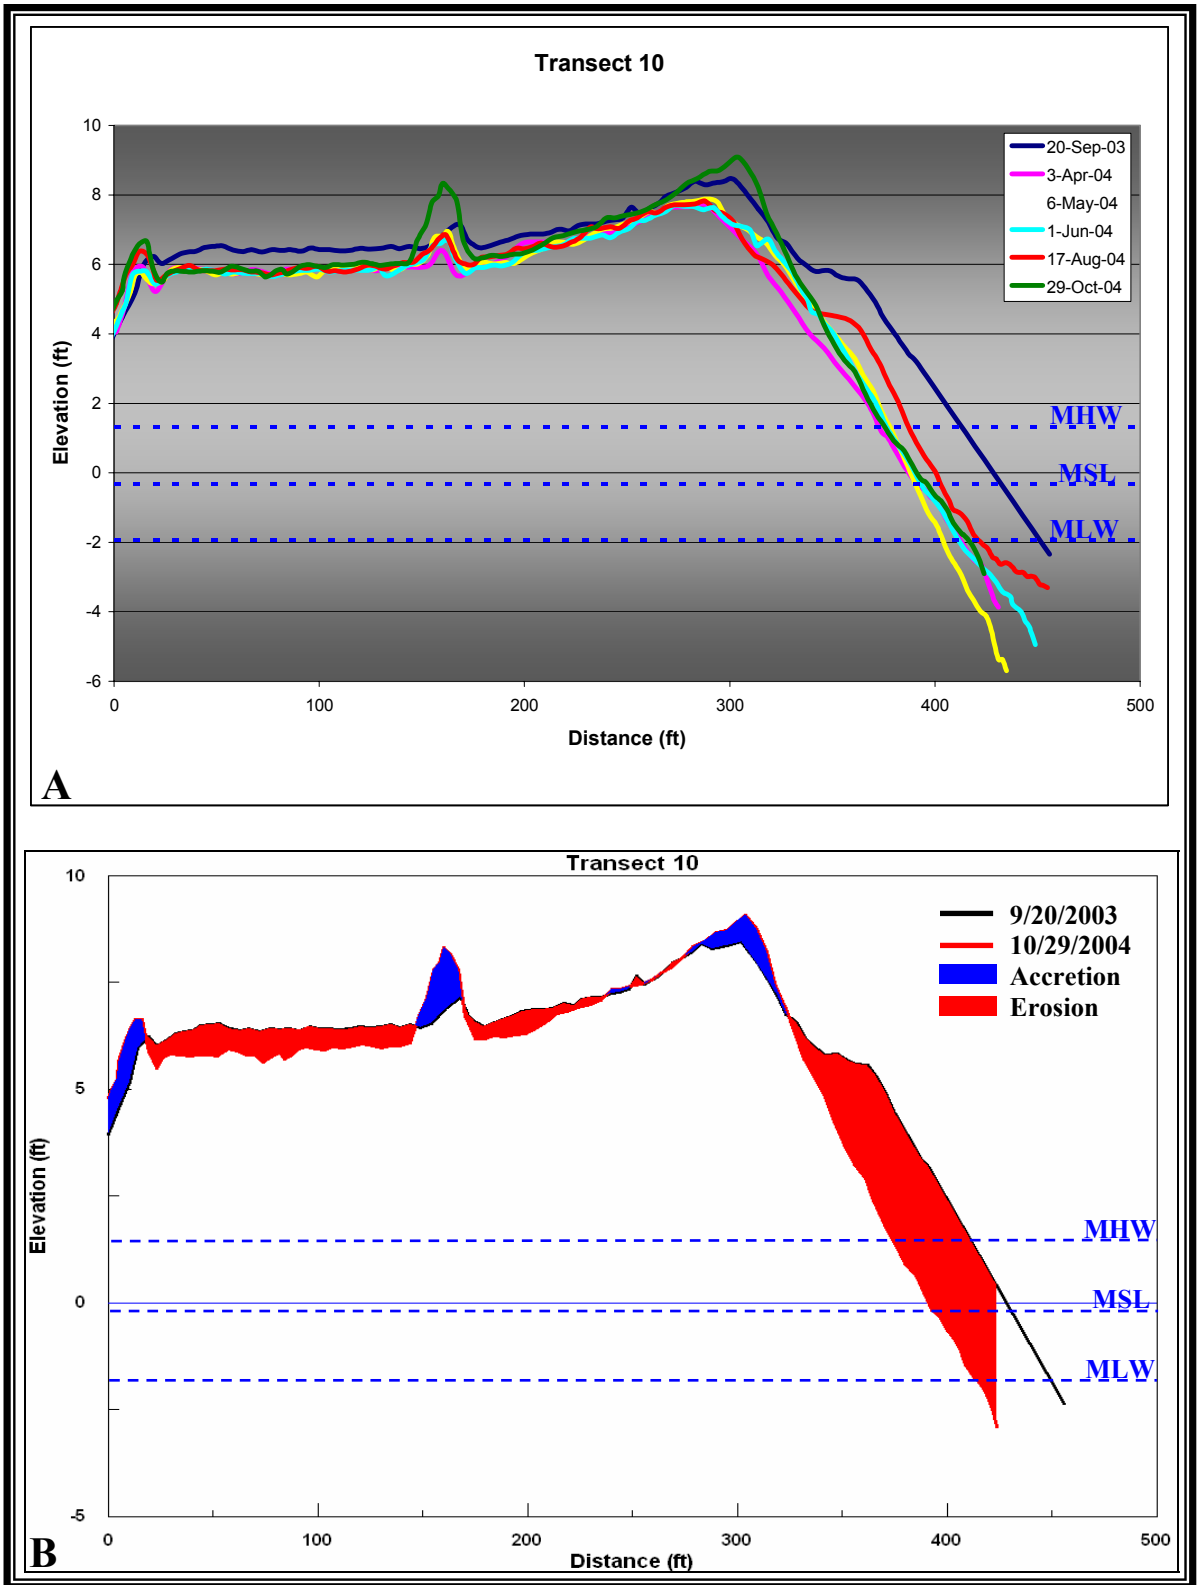 Transect 10
10
8
6
4
2
0
-2
-4
-6
Elevation (ft)
20-Sep-03
3-Apr-04
6-May-04
1-Jun-04
17-Aug-04
29-Oct-04
MHW
MSL
MLW
0 100 200 300 400 500
Distance (ft)
A
Transect 10
10
5
0
-5
Elevation (ft)
9/20/2003
10/29/2004
Accretion
Erosion
MHW
MSL
MLW
0 100 200 300 400 500
Distance (ft)
B